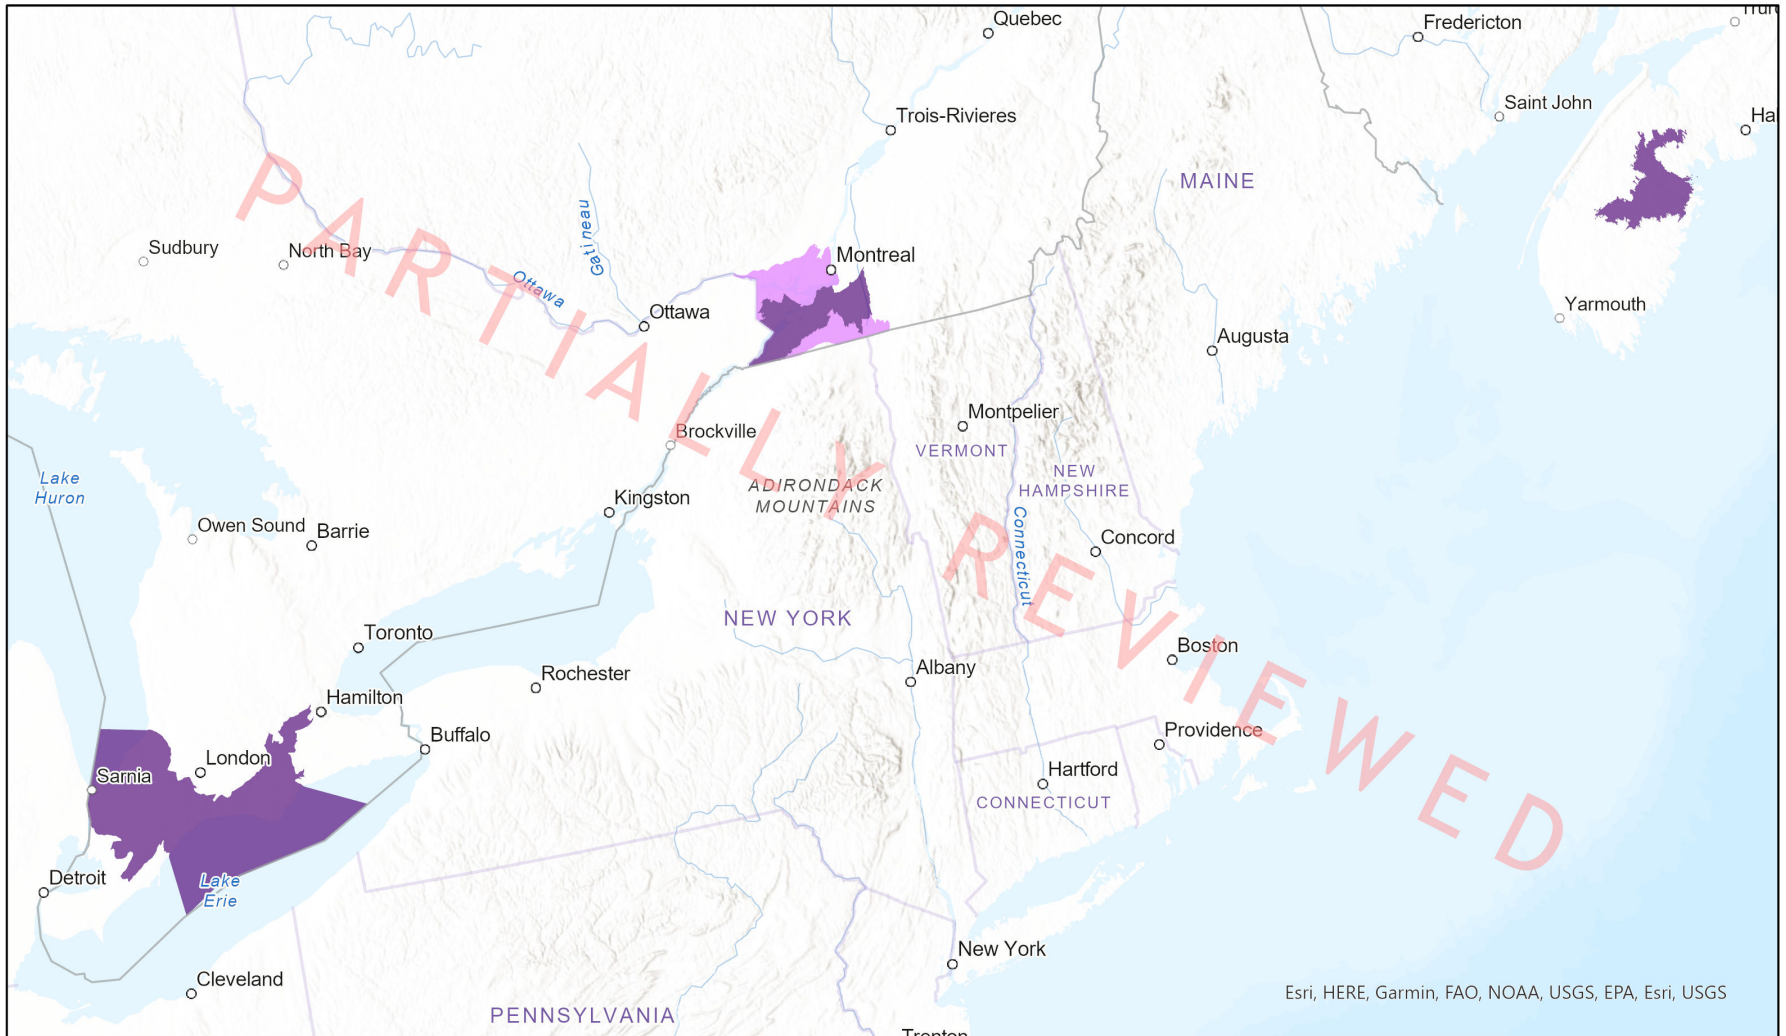 Quebec
Fredericton
Saint John
Trois-Rivieres
MAINE
Sudbury
North Bay
Gatineau
Ottawa
Montreal
Ottawa
Yarmouth
Augusta
Montpelier
VERMONT
Brockville
Lake
Huron
NEW
HAMPSHIRE
ADIRONDACK
MOUNTAINS
Kingston
Owen Sound
Barrie
Connecticut
Concord
NEW YORK
Toronto
Boston
Rochester
Albany
Hamilton
Buffalo
Providence
London
Sarnia
Hartford
CONNECTICUT
Detroit
Lake
Erie
New York
Cleveland
PENNSYLVANIA
Esri, HERE, Garmin, FAO, NOAA, USGS, EPA, Esri, USGS
PARTIALLY REVIEWED